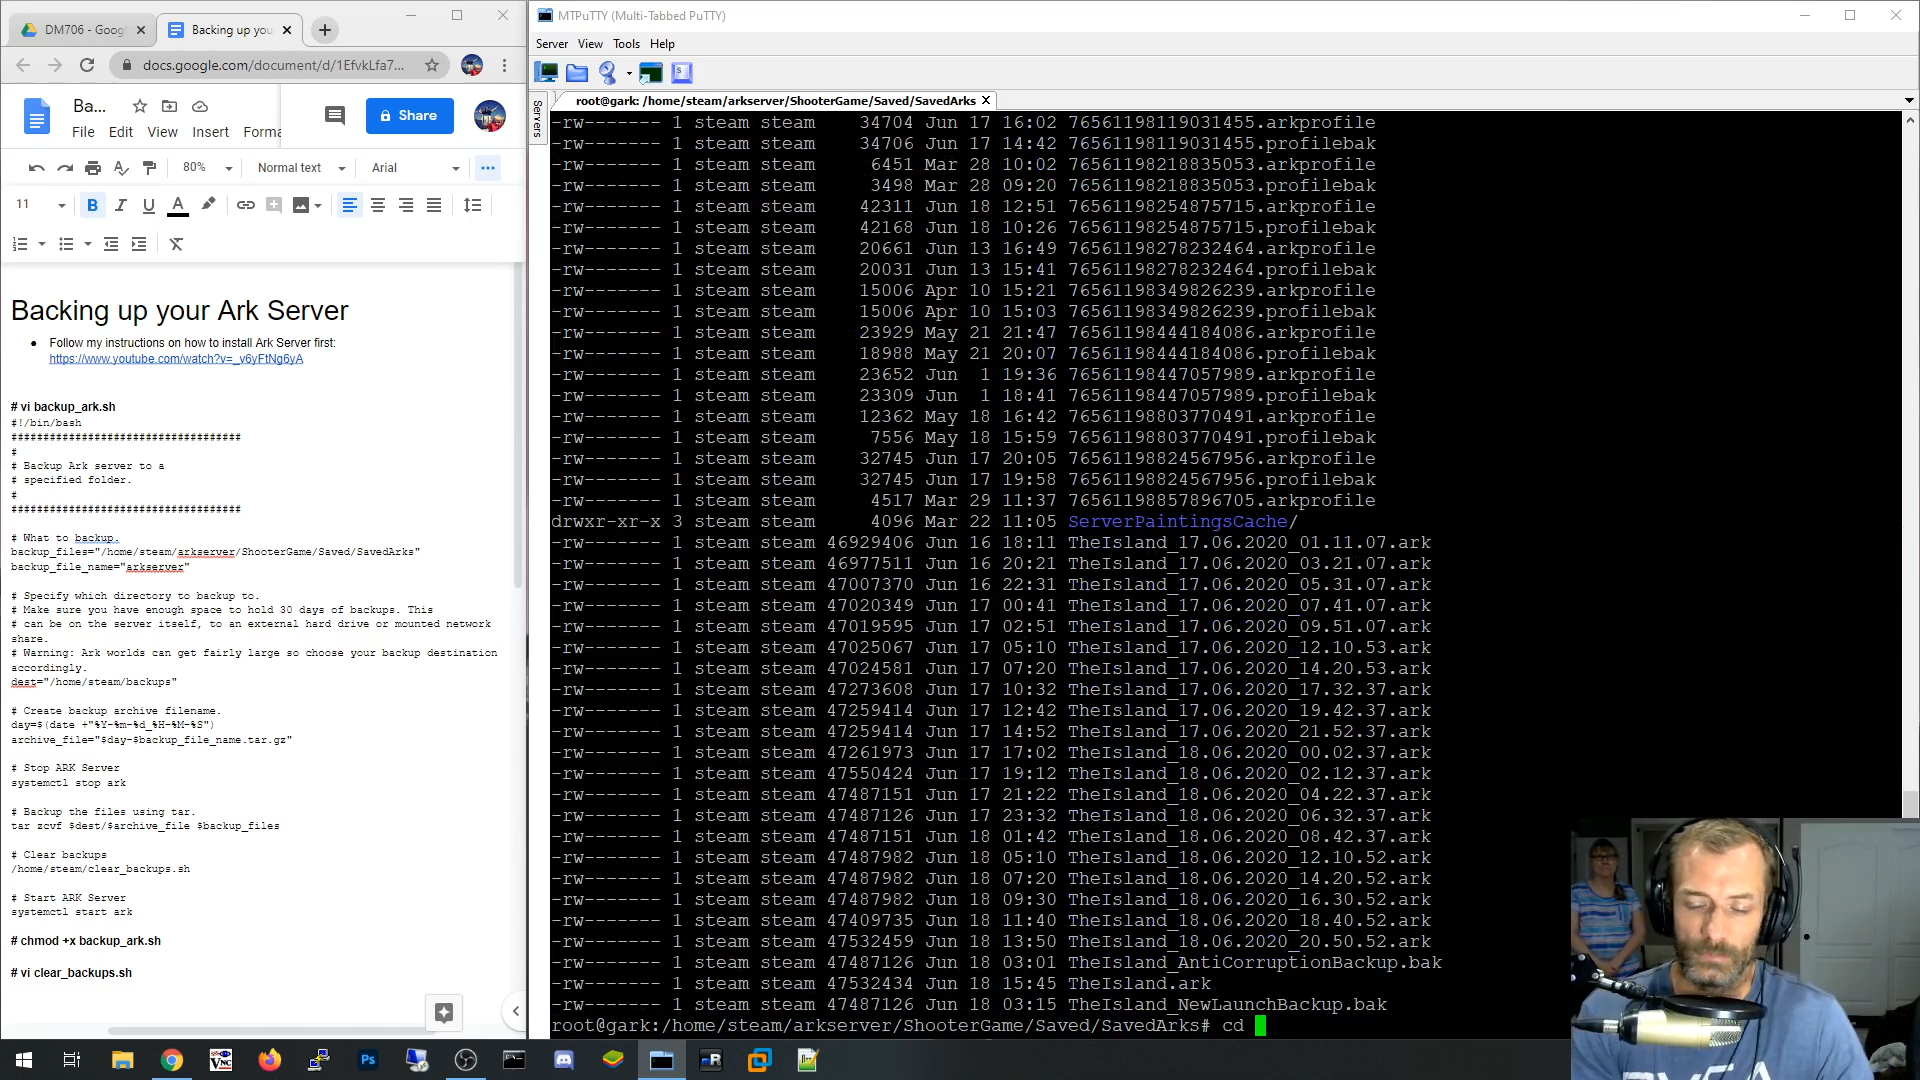 DM706 - Goog
Backing up you
docs.google.com/document/d/1EfvkLfa7...
Ba...
Share
File Edit View Insert Forma
80% Normal text Arial
11
Backing up your Ark Server
Follow my instructions on how to install Ark Server first:
https://www.youtube.com/watch?v=_v6yFtNg6yA
# vi backup_ark.sh
#!/bin/bash
####################################
#
# Backup Ark server to a
# specified folder.
#
####################################
# What to backup.
backup_files="/home/steam/arkserver/ShooterGame/Saved/SavedArks"
backup_file_name="arkserver"
# Specify which directory to backup to.
# Make sure you have enough space to hold 30 days of backups. This
# can be on the server itself, to an external hard drive or mounted network
share.
# Warning: Ark worlds can get fairly large so choose your backup destination
accordingly.
dest="/home/steam/backups"
# Create backup archive filename.
day=$(date +"%Y-%m-%d_%H-%M-%S")
archive_file="$day-$backup_file_name.tar.gz"
# Stop ARK Server
systemctl stop ark
# Backup the files using tar.
tar zcvf $dest/$archive_file $backup_files
# Clear backups
/home/steam/clear_backups.sh
# Start ARK Server
systemctl start ark
# chmod +x backup_ark.sh
# vi clear_backups.sh
MTPuTTY (Multi-Tabbed PuTTY)
Server View Tools Help
Servers
root@gark: /home/steam/arkserver/ShooterGame/Saved/SavedArks
-rw------- 1 steam steam 34704 Jun 17 16:02 76561198119031455.arkprofile
-rw------- 1 steam steam 34706 Jun 17 14:42 76561198119031455.profilebak
-rw------- 1 steam steam 6451 Mar 28 10:02 76561198218835053.arkprofile
-rw------- 1 steam steam 3498 Mar 28 09:20 76561198218835053.profilebak
-rw------- 1 steam steam 42311 Jun 18 12:51 76561198254875715.arkprofile
-rw------- 1 steam steam 42168 Jun 18 10:26 76561198254875715.profilebak
-rw------- 1 steam steam 20661 Jun 13 16:49 76561198278232464.arkprofile
-rw------- 1 steam steam 20031 Jun 13 15:41 76561198278232464.profilebak
-rw------- 1 steam steam 15006 Apr 10 15:21 76561198349826239.arkprofile
-rw------- 1 steam steam 15006 Apr 10 15:03 76561198349826239.profilebak
-rw------- 1 steam steam 23929 May 21 21:47 76561198444184086.arkprofile
-rw------- 1 steam steam 18988 May 21 20:07 76561198444184086.profilebak
-rw------- 1 steam steam 23652 Jun 1 19:36 76561198447057989.arkprofile
-rw------- 1 steam steam 23309 Jun 1 18:41 76561198447057989.profilebak
-rw------- 1 steam steam 12362 May 18 16:42 76561198803770491.arkprofile
-rw------- 1 steam steam 7556 May 18 15:59 76561198803770491.profilebak
-rw------- 1 steam steam 32745 Jun 17 20:05 76561198824567956.arkprofile
-rw------- 1 steam steam 32745 Jun 17 19:58 76561198824567956.profilebak
-rw------- 1 steam steam 4517 Mar 29 11:37 76561198857896705.arkprofile
drwxr-xr-x 3 steam steam 4096 Mar 22 11:05 ServerPaintingsCache/
-rw------- 1 steam steam 46929406 Jun 16 18:11 TheIsland_17.06.2020_01.11.07.ark
-rw------- 1 steam steam 46977511 Jun 16 20:21 TheIsland_17.06.2020_03.21.07.ark
-rw------- 1 steam steam 47007370 Jun 16 22:31 TheIsland_17.06.2020_05.31.07.ark
-rw------- 1 steam steam 47020349 Jun 17 00:41 TheIsland_17.06.2020_07.41.07.ark
-rw------- 1 steam steam 47019595 Jun 17 02:51 TheIsland_17.06.2020_09.51.07.ark
-rw------- 1 steam steam 47025067 Jun 17 05:10 TheIsland_17.06.2020_12.10.53.ark
-rw------- 1 steam steam 47024581 Jun 17 07:20 TheIsland_17.06.2020_14.20.53.ark
-rw------- 1 steam steam 47273608 Jun 17 10:32 TheIsland_17.06.2020_17.32.37.ark
-rw------- 1 steam steam 47259414 Jun 17 12:42 TheIsland_17.06.2020_19.42.37.ark
-rw------- 1 steam steam 47259414 Jun 17 14:52 TheIsland_17.06.2020_21.52.37.ark
-rw------- 1 steam steam 47261973 Jun 17 17:02 TheIsland_18.06.2020_00.02.37.ark
-rw------- 1 steam steam 47550424 Jun 17 19:12 TheIsland_18.06.2020_02.12.37.ark
-rw------- 1 steam steam 47487151 Jun 17 21:22 TheIsland_18.06.2020_04.22.37.ark
-rw------- 1 steam steam 47487126 Jun 17 23:32 TheIsland_18.06.2020_06.32.37.ark
-rw------- 1 steam steam 47487151 Jun 18 01:42 TheIsland_18.06.2020_08.42.37.ark
-rw------- 1 steam steam 47487982 Jun 18 05:10 TheIsland_18.06.2020_12.10.52.ark
-rw------- 1 steam steam 47487982 Jun 18 07:20 TheIsland_18.06.2020_14.20.52.ark
-rw------- 1 steam steam 47487982 Jun 18 09:30 TheIsland_18.06.2020_16.30.52.ark
-rw------- 1 steam steam 47409735 Jun 18 11:40 TheIsland_18.06.2020_18.40.52.ark
-rw------- 1 steam steam 47532459 Jun 18 13:50 TheIsland_18.06.2020_20.50.52.ark
-rw------- 1 steam steam 47487126 Jun 18 03:01 TheIsland_AntiCorruptionBackup.bak
-rw------- 1 steam steam 47532434 Jun 18 15:45 TheIsland.ark
-rw------- 1 steam steam 47487126 Jun 18 03:15 TheIsland_NewLaunchBackup.bak
root@gark:/home/steam/arkserver/ShooterGame/Saved/SavedArks# cd